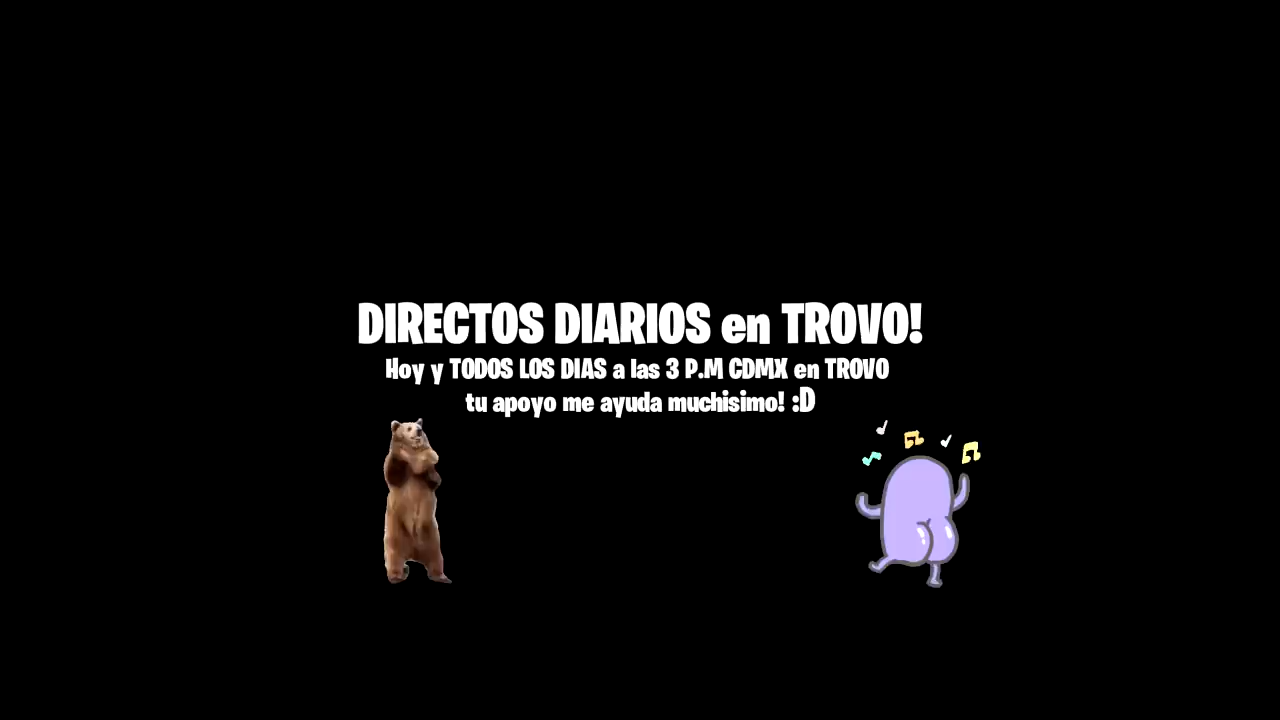 DIRECTOS DIARIOS en TROVO!
Hoy y TODOS LOS DIAS a las 3 P.M CDMX en TROVO
tu apoyo me ayuda muchisimo! :D